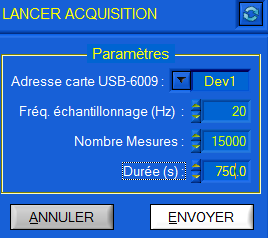 LANCER ACQUISITION
Paramètres
Adresse carte USB-6009 : Dev1
Fréq. échantillonnage (Hz) : 20
Nombre Mesures : 15000
Durée (s) : 750,0
ANNULER ENVOYER